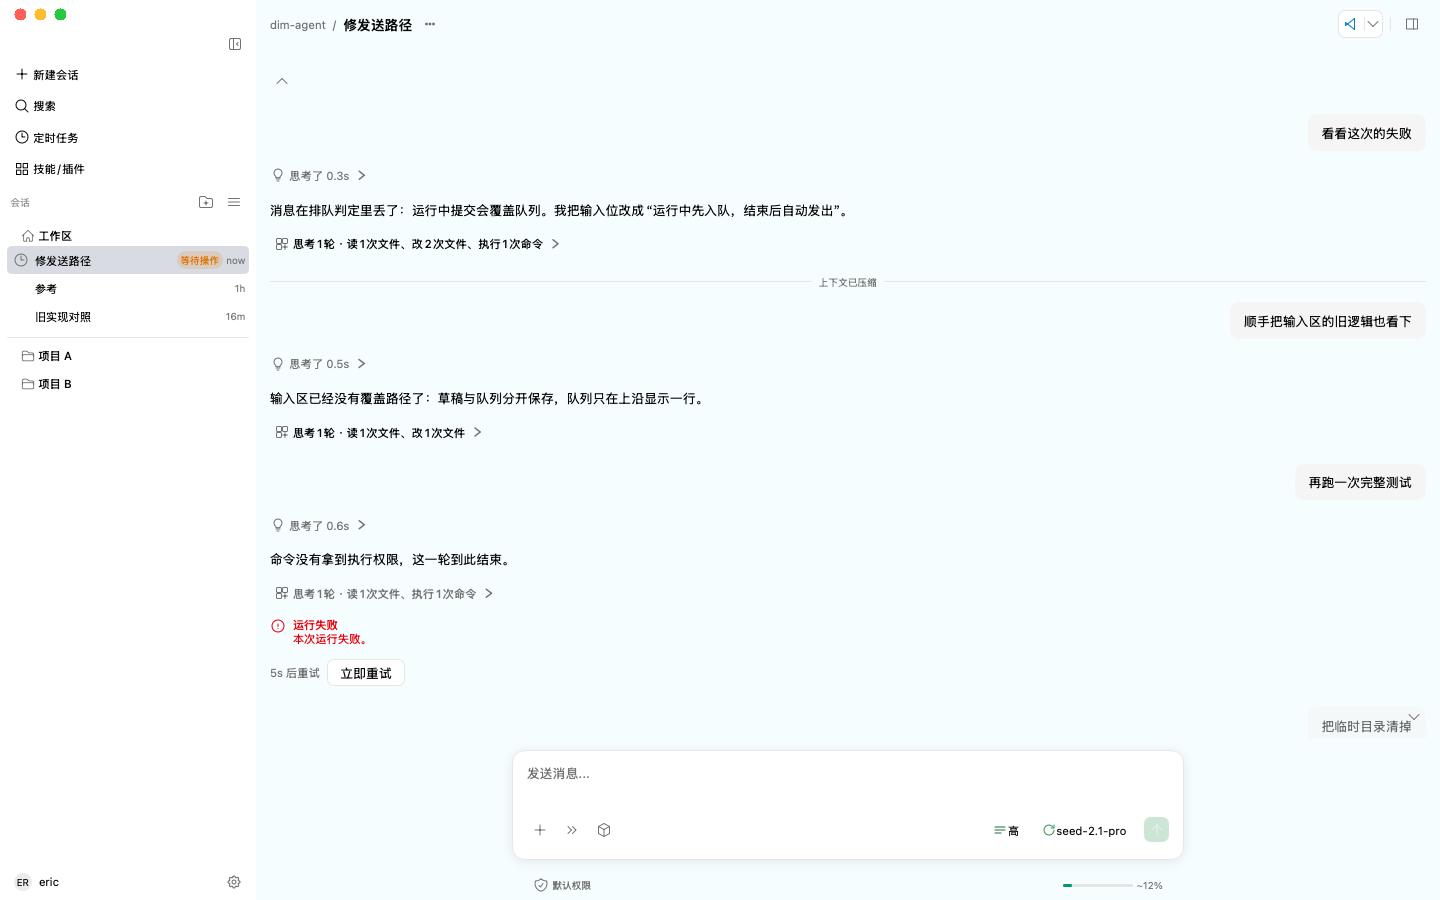 dim-agent / 修发送路径
新建会话
搜索
定时任务
技能/插件
会话
工作区
修发送路径 等待操作 now
参考 1h
旧实现对照 16m
项目 A
项目 B
ER eric
看看这次的失败
思考了 0.3s
消息在排队判定里丢了：运行中提交会覆盖队列。我把输入位改成“运行中先入队，结束后自动发出”。
思考1轮 · 读1次文件、改2次文件、执行1次命令
上下文已压缩
顺手把输入区的旧逻辑也看下
思考了 0.5s
输入区已经没有覆盖路径了：草稿与队列分开保存，队列只在上沿显示一行。
思考1轮 · 读1次文件、改1次文件
再跑一次完整测试
思考了 0.6s
命令没有拿到执行权限，这一轮到此结束。
思考1轮 · 读1次文件、执行1次命令
运行失败
本次运行失败。
5s 后重试 立即重试
把临时目录清掉
发送消息...
高 seed-2.1-pro
默认权限 ~12%